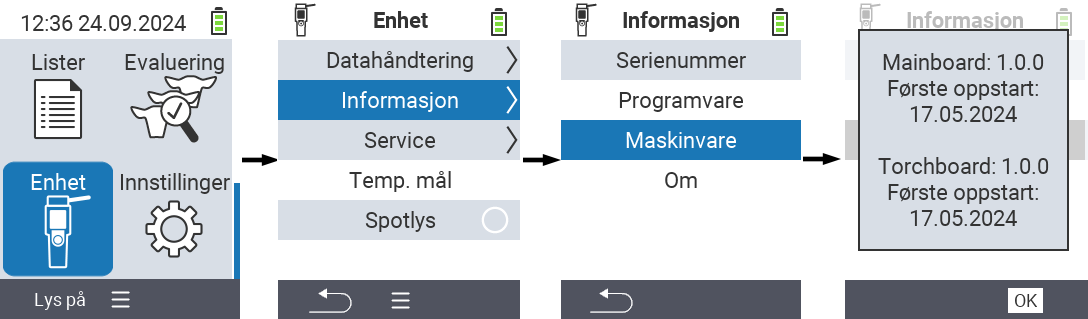 12:36 24.09.2024
Lister Evaluering
Enhet Innstillinger
Lys på
Enhet
Datahåndtering
Informasjon
Service
Temp. mål
Spotlys
Informasjon
Serienummer
Programvare
Maskinvare
Om
Informasjon
Mainboard: 1.0.0
Første oppstart:
17.05.2024
Torchboard: 1.0.0
Første oppstart:
17.05.2024
OK